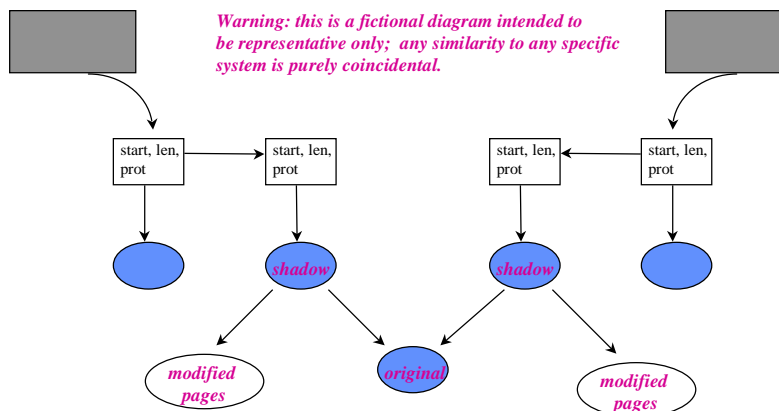 Warning: this is a fictional diagram intended to
be representative only; any similarity to any specific
system is purely coincidental.
start, len,
prot
start, len,
prot
start, len,
prot
start, len,
prot
shadow
shadow
modified
pages
original
modified
pages